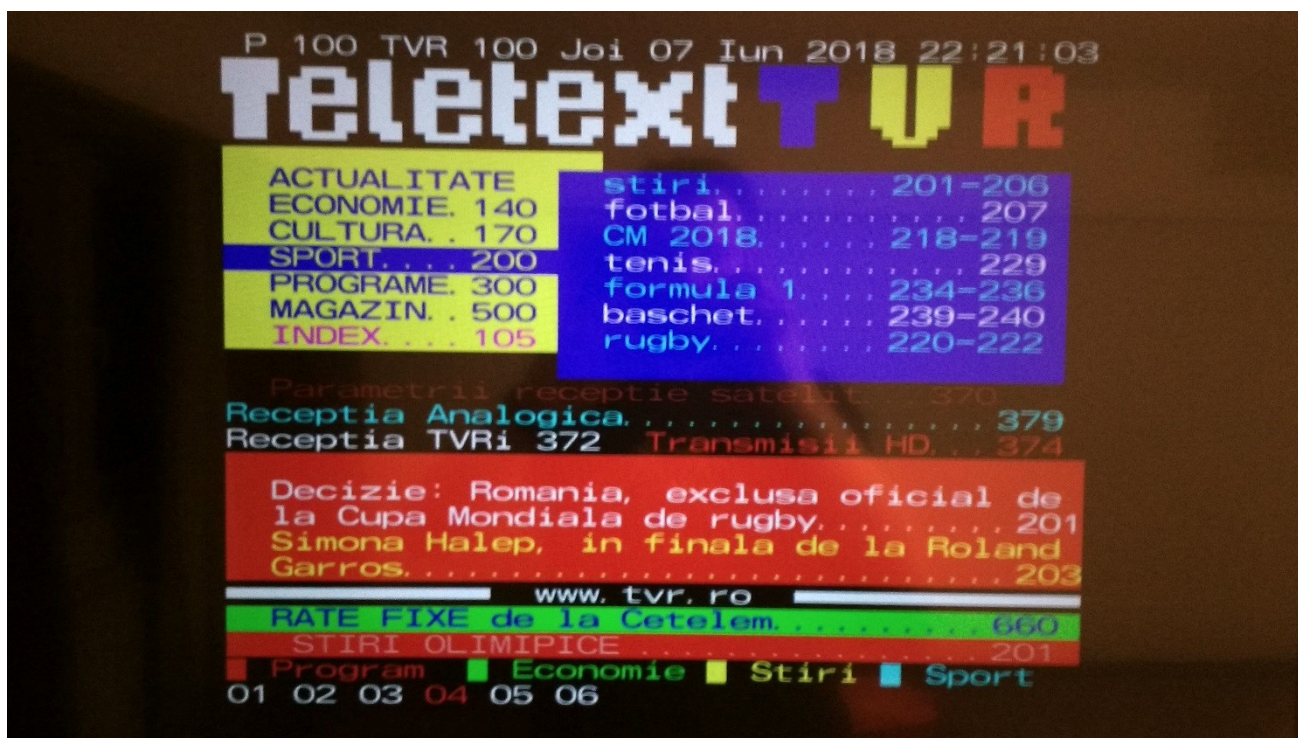 P 100 TVR 100 Joi 07 Iun 2018 22:21:03
Teletext TVR
ACTUALITATE
ECONOMIE. 140
CULTURA. . 170
SPORT. . . . 200
PROGRAME. 300
MAGAZIN. . 500
INDEX. . . . 105
stiri. . . . . . . . 201-206
fotbal. . . . . . . . . . . 207
CM 2018. . . . . . 218-219
tenis. . . . . . . . . . . . 229
formula 1. . . . 234-236
baschet. . . . . . 239-240
rugby. . . . . . . . 220-222
Parametrii receptie satelit. . 370
Receptia Analogica. . . . . . . . . . . . . . . . . 379
Receptia TVRi 372 Transmisii HD. . . 374
Decizie: Romania, exclusa oficial de
la Cupa Mondiala de rugby. . . . . . . . . 201
Simona Halep, in finala de la Roland
Garros. . . . . . . . . . . . . . . . . . . . . . . . . . . . 203
www.tvr.ro
RATE FIXE de la Cetelem. . . . . . . . . . 660
STIRI OLIMIPICE . . . . . . . . . . . . . . . . 201
Program Economie Stiri Sport
01 02 03 04 05 06